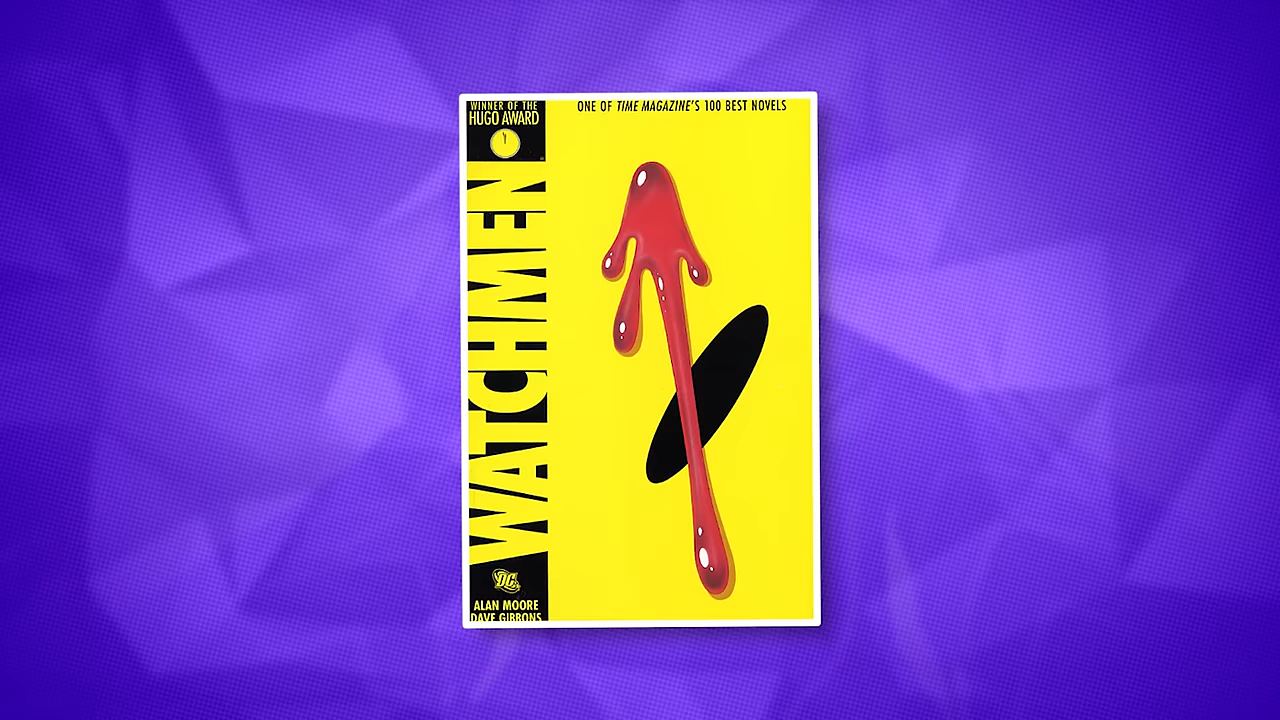 WINNER OF THE
HUGO AWARD
ONE OF TIME MAGAZINE'S 100 BEST NOVELS
WATCHMEN
DC
ALAN MOORE
DAVE GIBBONS